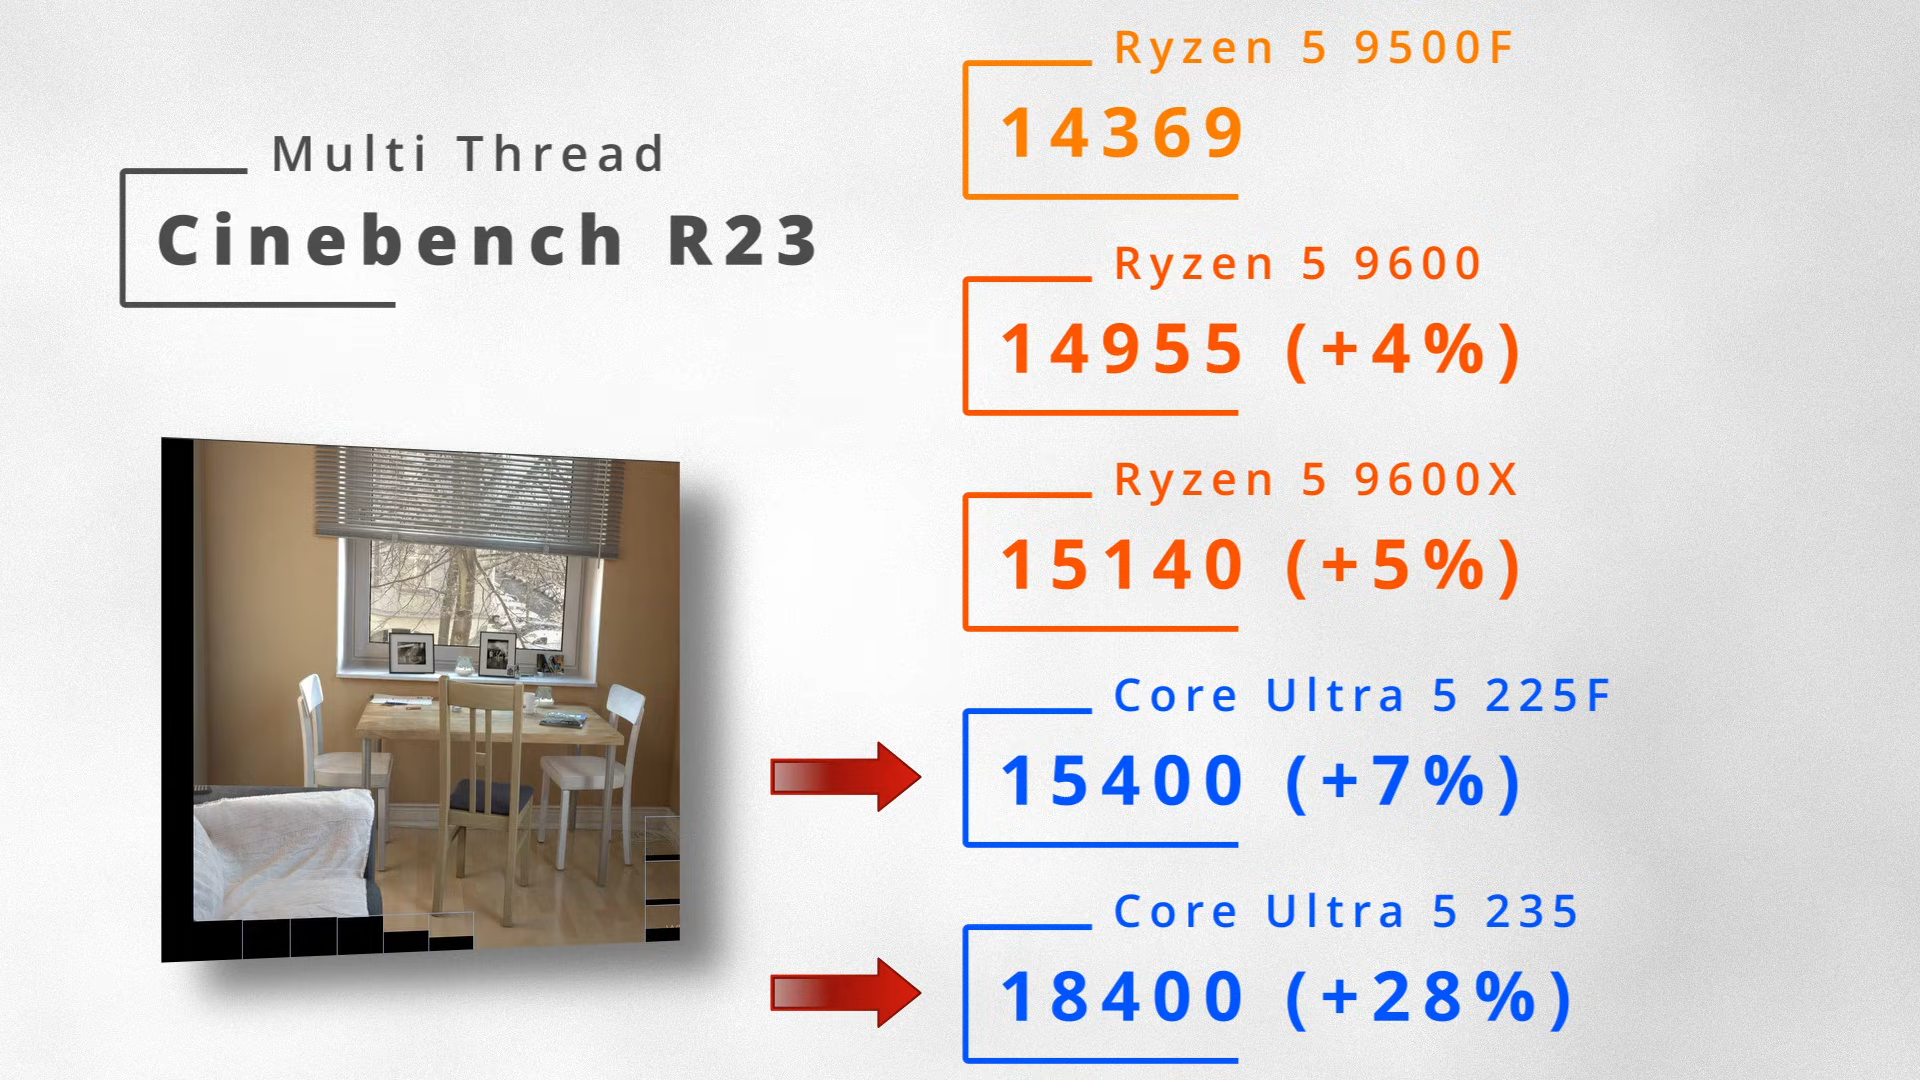 Multi Thread
Cinebench R23
Ryzen 5 9500F
14369
Ryzen 5 9600
14955 (+4%)
Ryzen 5 9600X
15140 (+5%)
Core Ultra 5 225F
15400 (+7%)
Core Ultra 5 235
18400 (+28%)